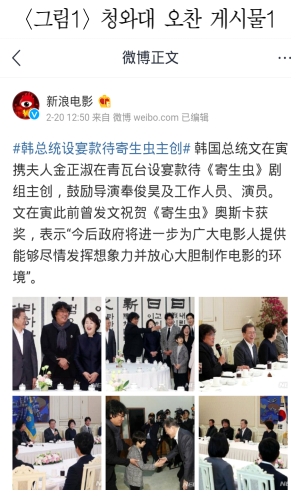 〈그림1〉 청와대 오찬 게시물1
微博正文
新浪电影
2-20 12:50 来自 微博 weibo.com 已编辑
#韩总统设宴款待寄生虫主创# 韩国总统文在寅
携夫人金正淑在青瓦台设宴款待《寄生虫》剧
组主创，鼓励导演奉俊昊及工作人员、演员。
文在寅此前曾发文祝贺《寄生虫》奥斯卡获
奖，表示“今后政府将进一步为广大电影人提供
能够尽情发挥想象力并放心大胆制作电影的环
境”。